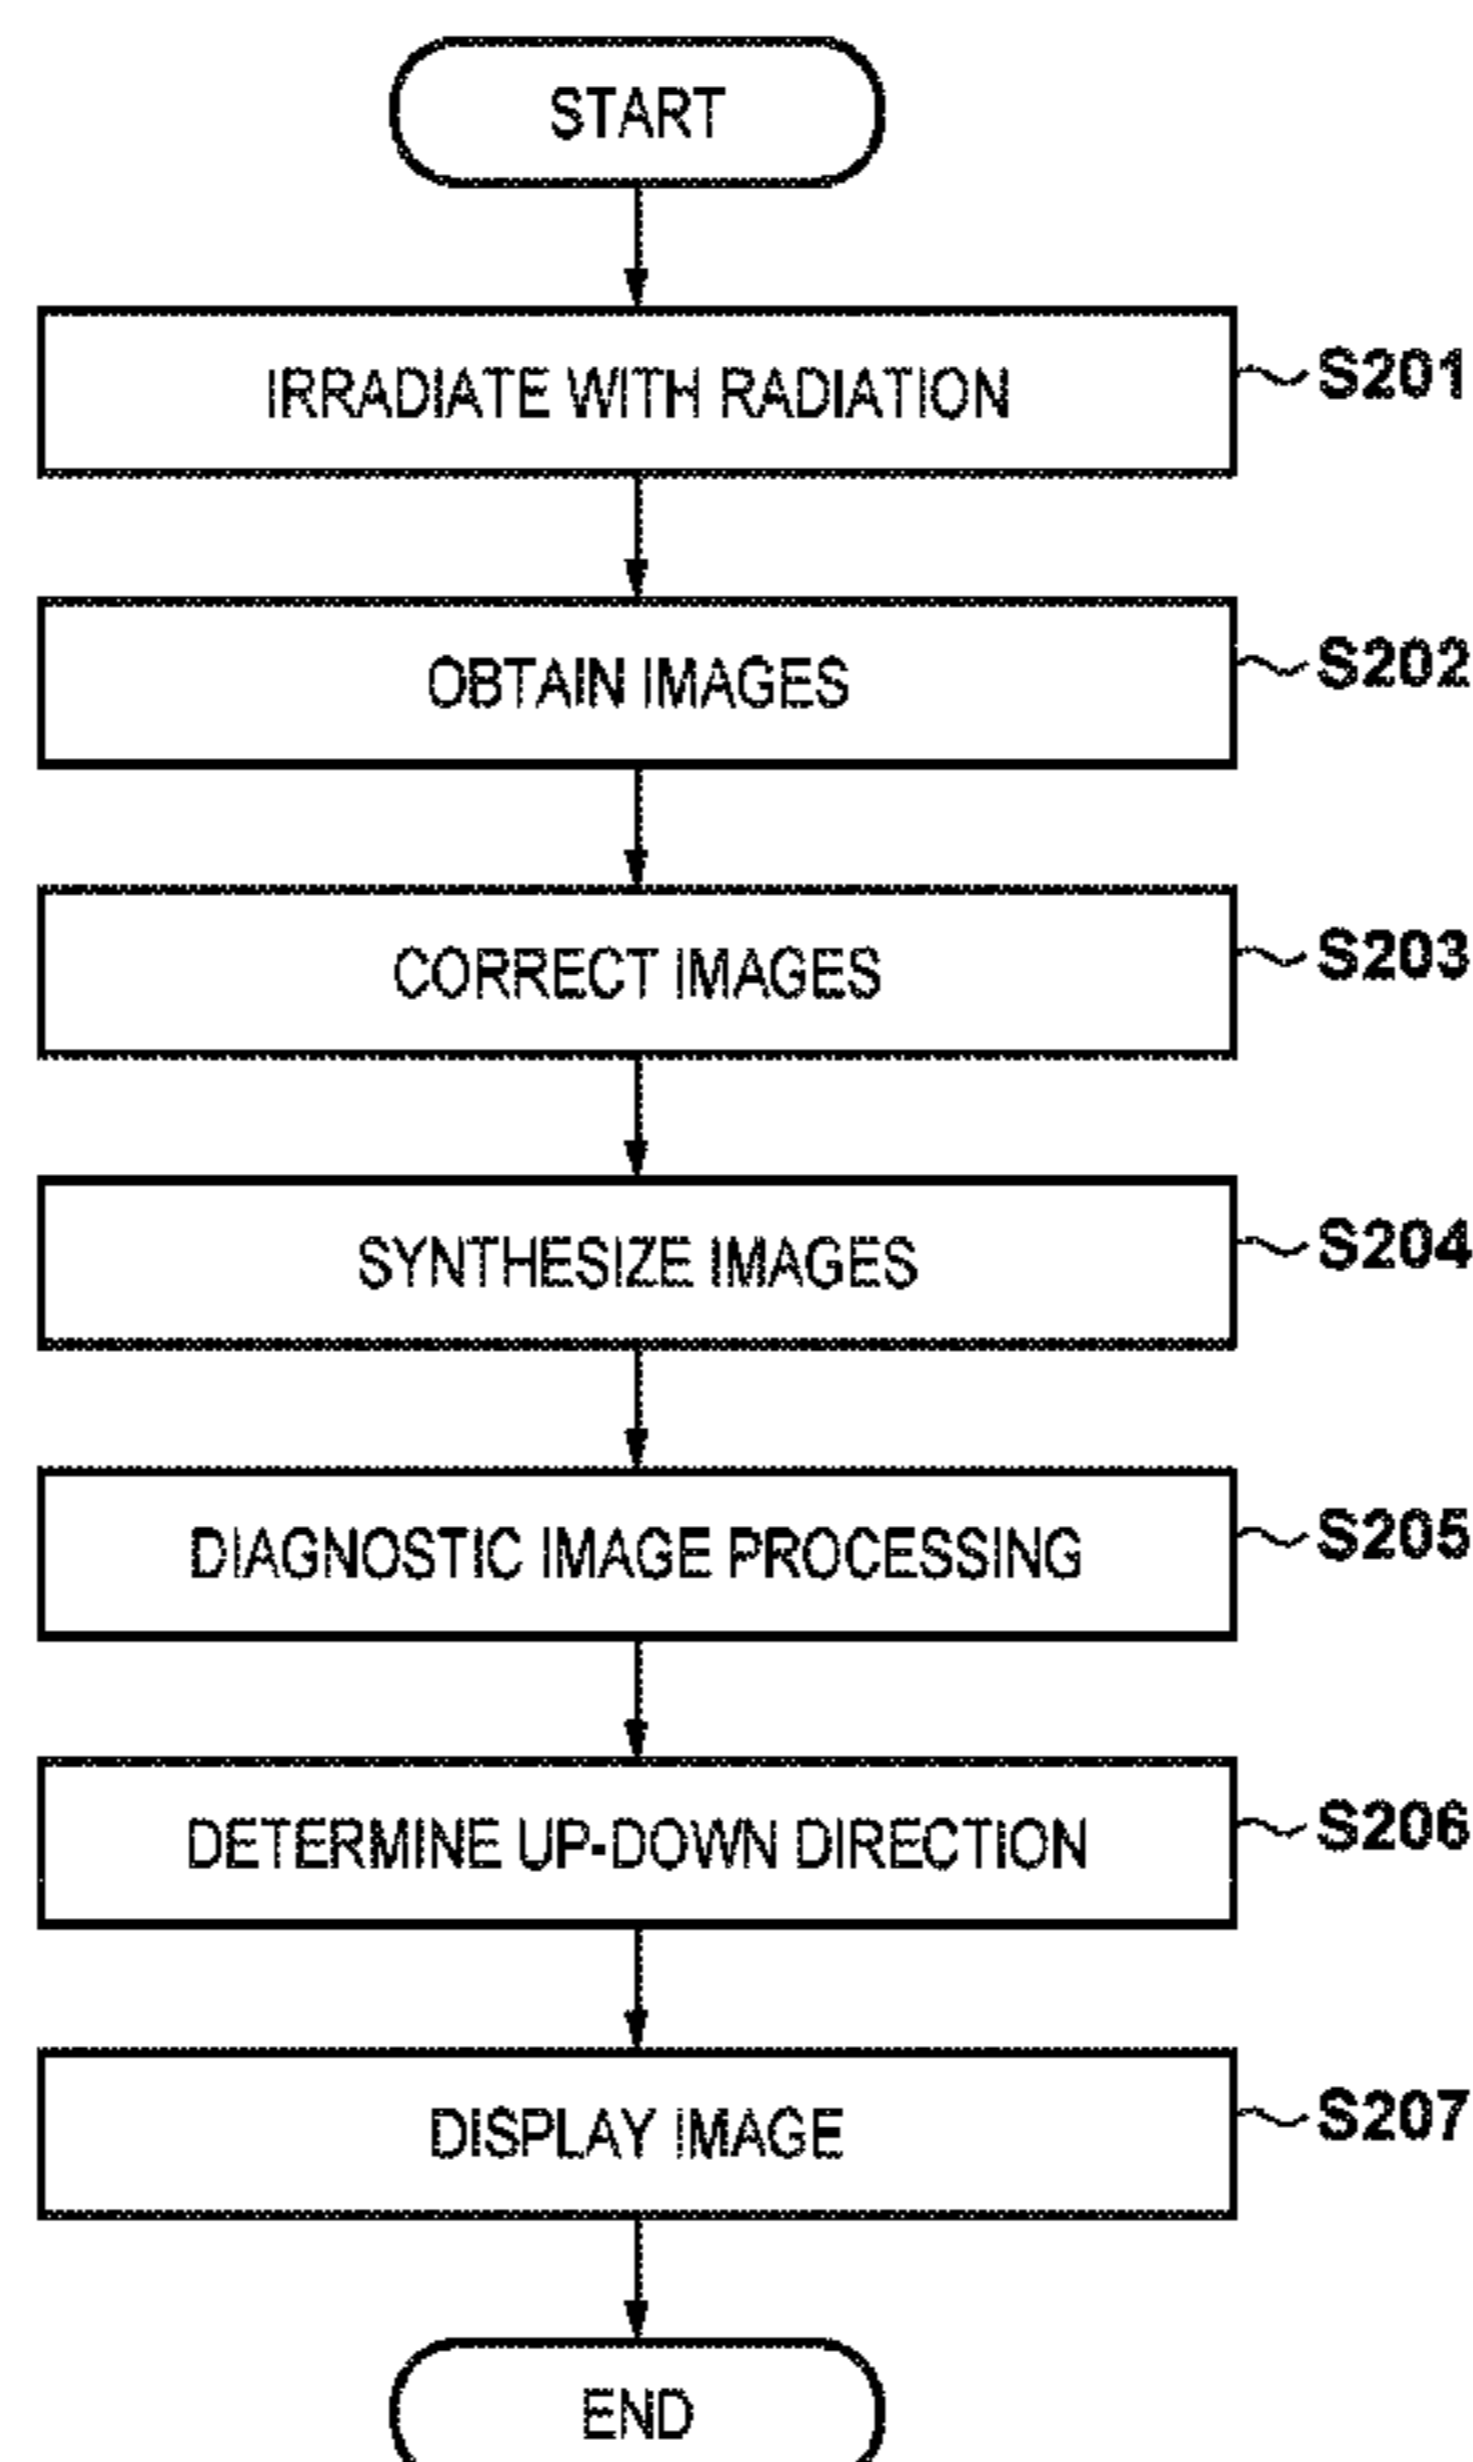 START
IRRADIATE WITH RADIATION S201
OBTAIN IMAGES S202
CORRECT IMAGES S203
SYNTHESIZE IMAGES S204
DIAGNOSTIC IMAGE PROCESSING S205
DETERMINE UP-DOWN DIRECTION S206
DISPLAY IMAGE S207
END